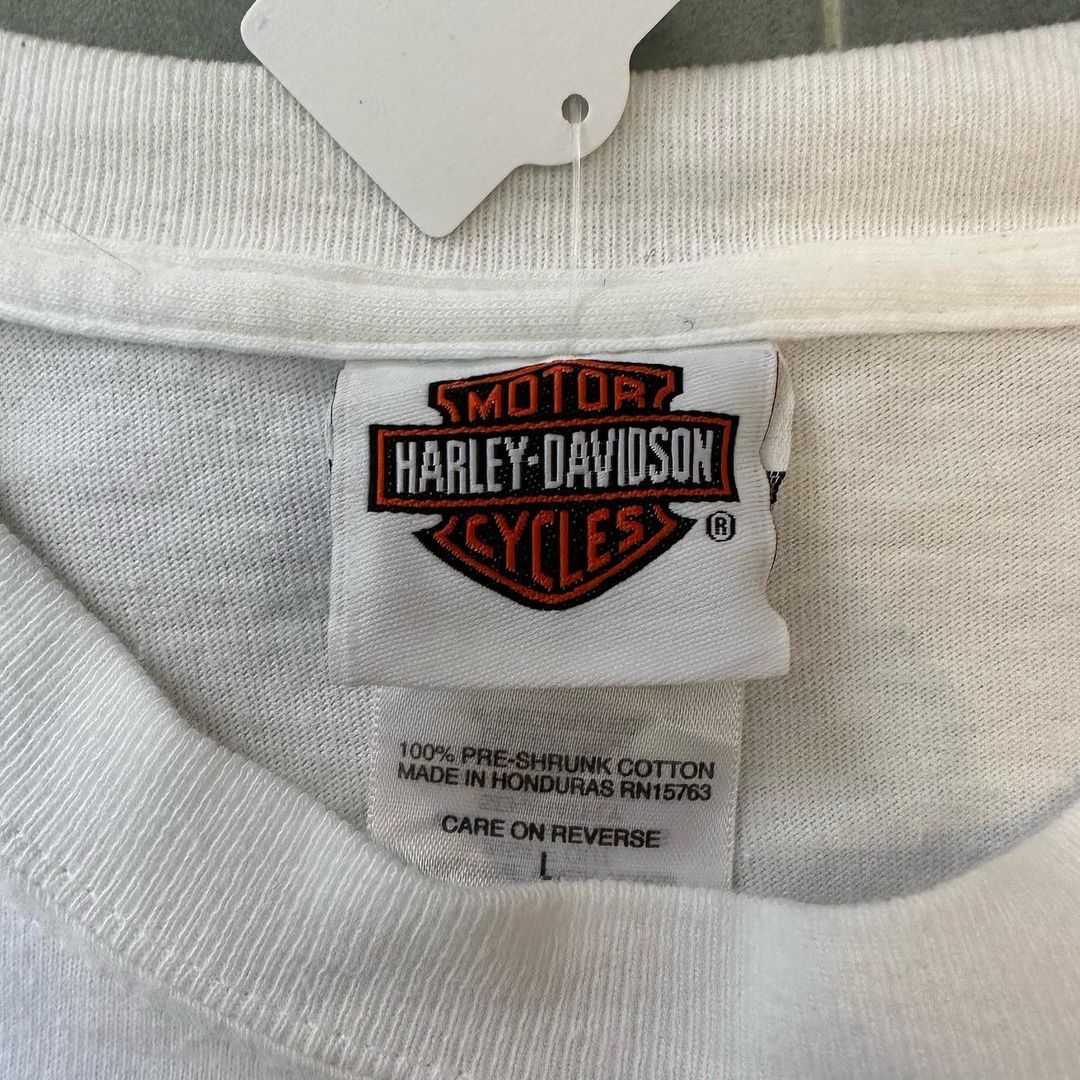 MOTOR
HARLEY-DAVIDSON
CYCLES
®
100% PRE-SHRUNK COTTON
MADE IN HONDURAS RN15763
CARE ON REVERSE
L